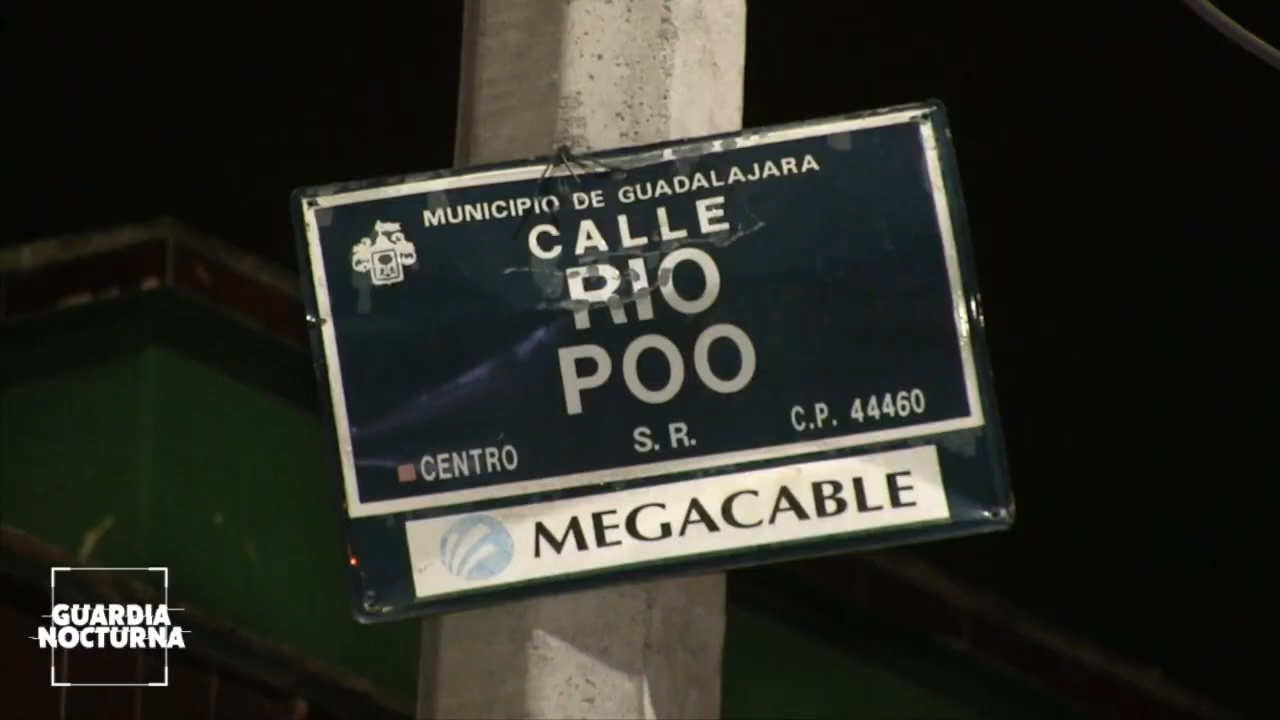 MUNICIPIO DE GUADALAJARA
CALLE
RIO
POO
CENTRO S. R. C.P. 44460
MEGACABLE
GUARDIA
NOCTURNA